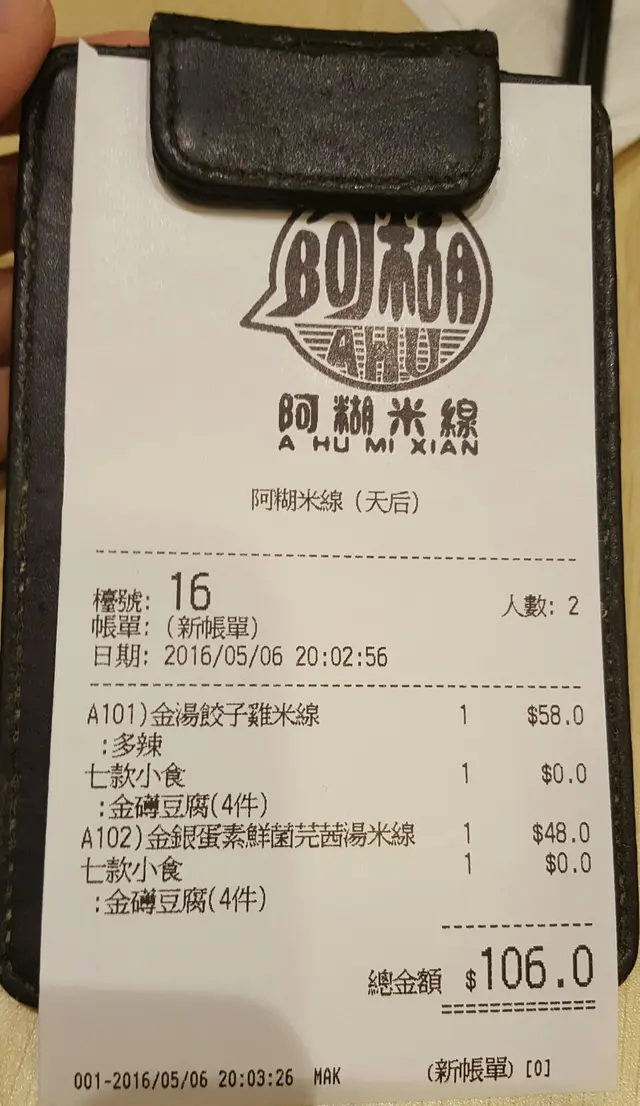 阿糊
AHU
阿糊米線
A HU MI XIAN
阿糊米線 (天后)
檯號: 16 人數: 2
帳單: (新帳單)
日期: 2016/05/06 20:02:56
A101)金湯餃子雞米線 1 $58.0
:多辣
七款小食 1 $0.0
:金磚豆腐(4件)
A102)金銀蛋素鮮菌芫茜湯米線 1 $48.0
七款小食 1 $0.0
:金磚豆腐(4件)
總金額 $106.0
001-2016/05/06 20:03:26 MAK (新帳單) [0]